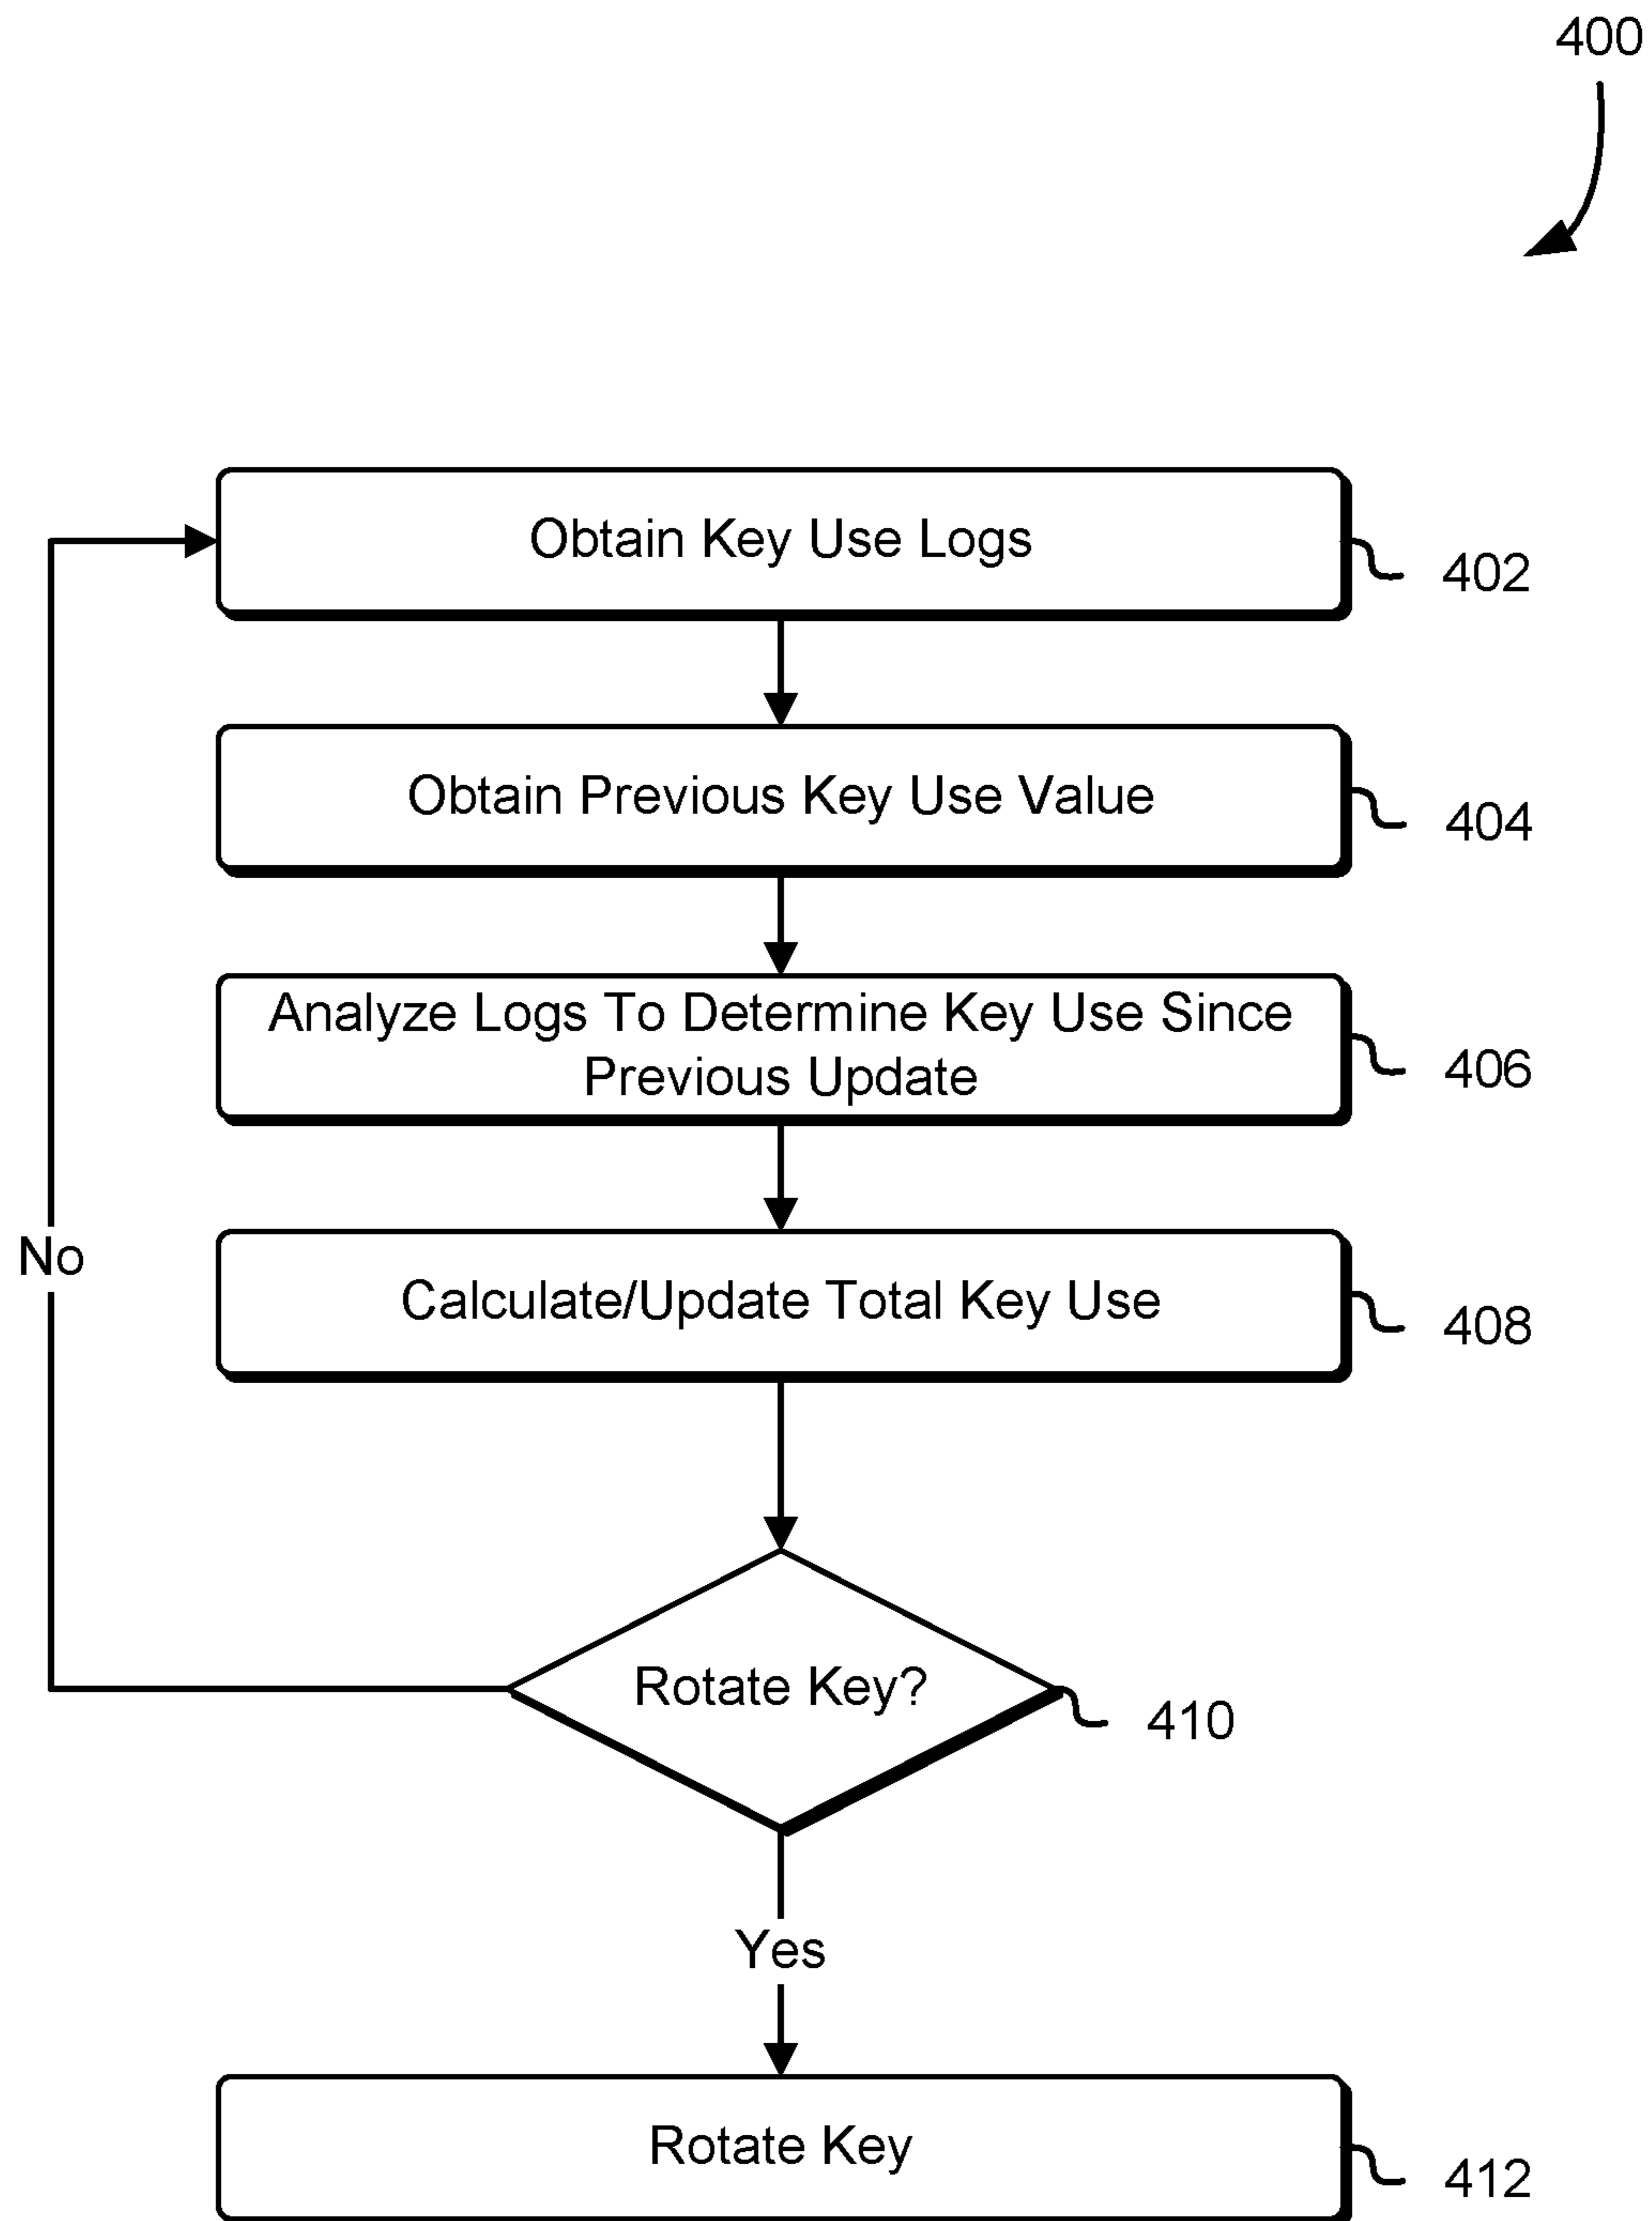 400
Obtain Key Use Logs
402
Obtain Previous Key Use Value
404
Analyze Logs To Determine Key Use Since
Previous Update
406
Calculate/Update Total Key Use
408
No
Rotate Key?
410
Yes
Rotate Key
412